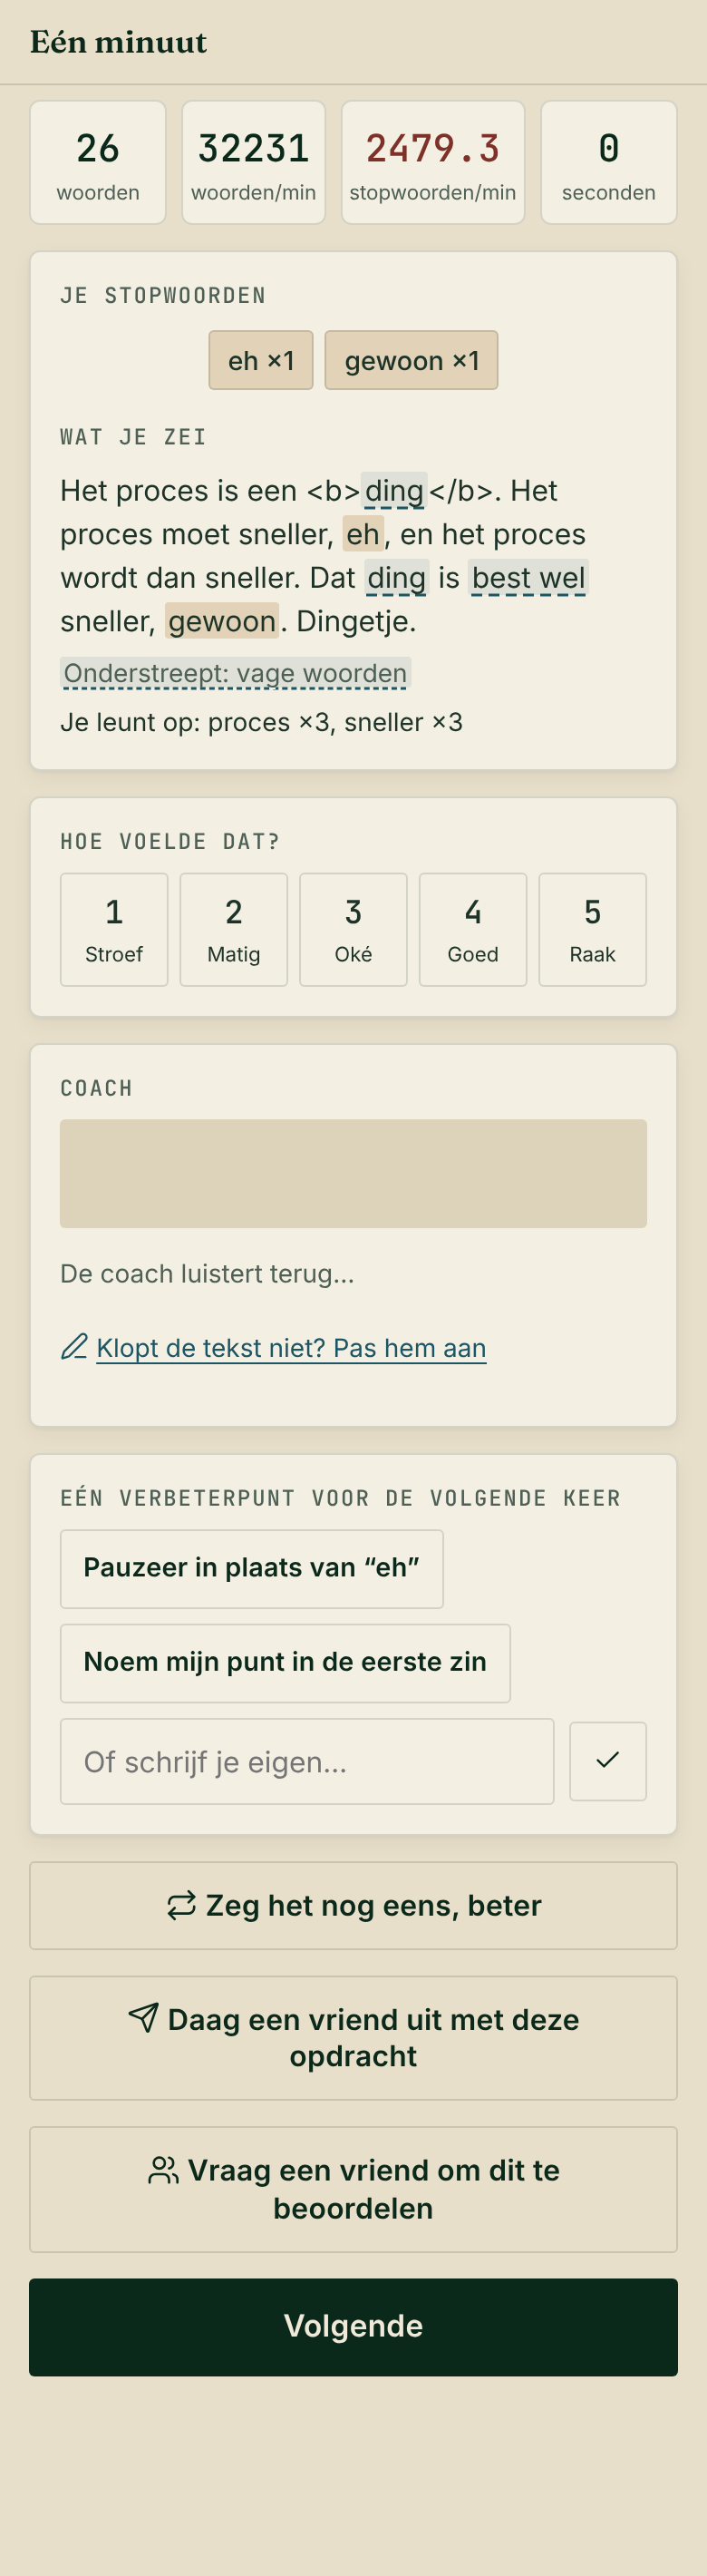 Eén minuut
26
woorden
32231
woorden/min
2479.3
stopwoorden/min
0
seconden
JE STOPWOORDEN
eh ×1
gewoon ×1
WAT JE ZEI
Het proces is een <b>ding</b>. Het
proces moet sneller, eh, en het proces
wordt dan sneller. Dat ding is best wel
sneller, gewoon. Dingetje.
Onderstreept: vage woorden
Je leunt op: proces ×3, sneller ×3
HOE VOELDE DAT?
1
Stroef
2
Matig
3
Oké
4
Goed
5
Raak
COACH
De coach luistert terug…
Klopt de tekst niet? Pas hem aan
EÉN VERBETERPUNT VOOR DE VOLGENDE KEER
Pauzeer in plaats van “eh”
Noem mijn punt in de eerste zin
Of schrijf je eigen…
Zeg het nog eens, beter
Daag een vriend uit met deze
opdracht
Vraag een vriend om dit te
beoordelen
Volgende